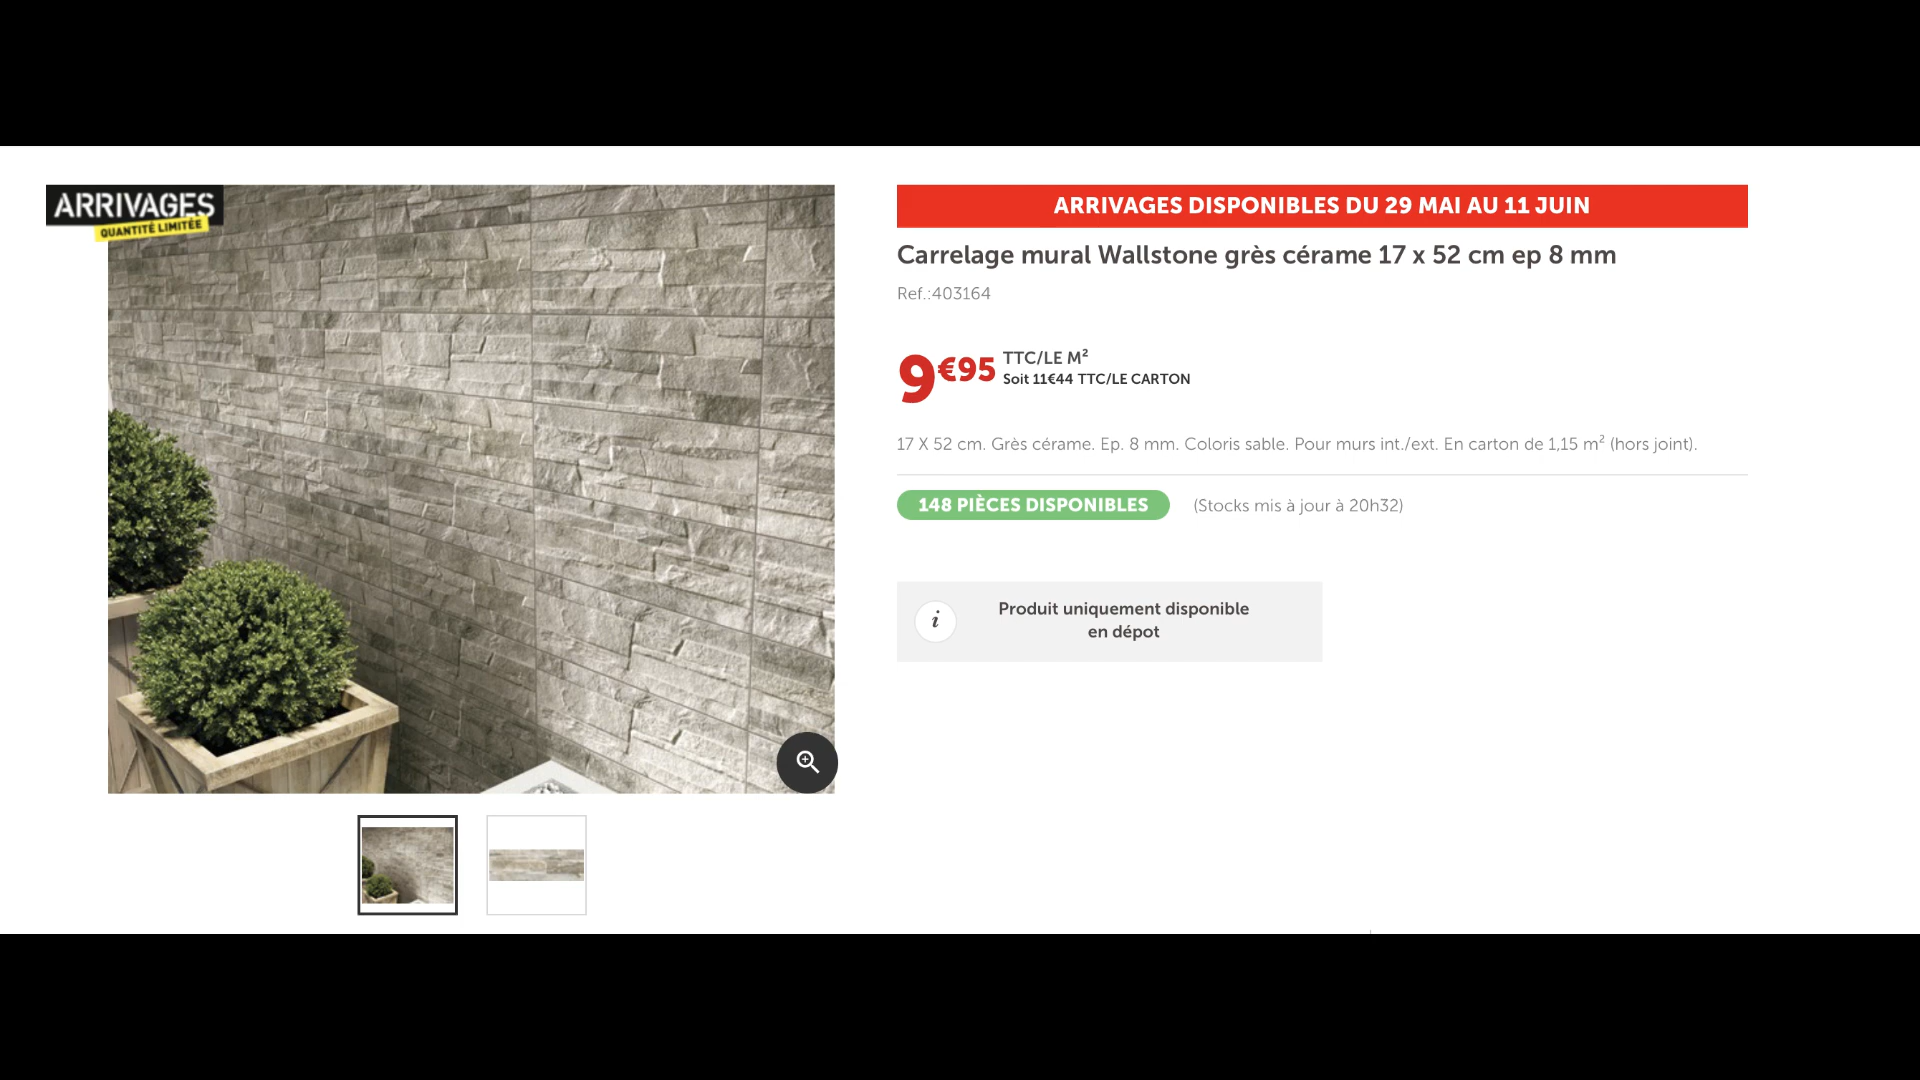 ARRIVAGES
QUANTITÉ LIMITÉE
ARRIVAGES DISPONIBLES DU 29 MAI AU 11 JUIN
Carrelage mural Wallstone grès cérame 17 x 52 cm ep 8 mm
Ref.:403164
9€95 TTC/LE M²
Soit 11€44 TTC/LE CARTON
17 X 52 cm. Grès cérame. Ep. 8 mm. Coloris sable. Pour murs int./ext. En carton de 1,15 m² (hors joint).
148 PIÈCES DISPONIBLES (Stocks mis à jour à 20h32)
i
Produit uniquement disponible
en dépot